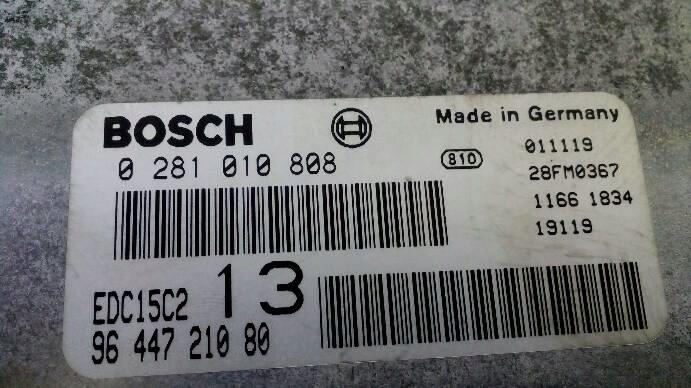 BOSCH
Made in Germany
0 281 010 808
810
011119
28FM0367
1166 1834
19119
EDC15C2
13
96 447 210 80